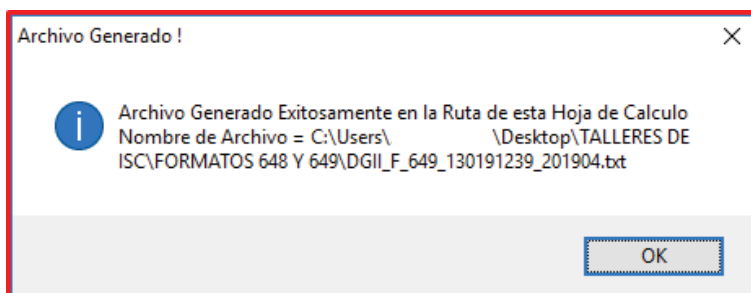 Archivo Generado !
Archivo Generado Exitosamente en la Ruta de esta Hoja de Calculo
Nombre de Archivo = C:\Users\ \Desktop\TALLERES DE
ISC\FORMATOS 648 Y 649\DGII_F_649_130191239_201904.txt
OK